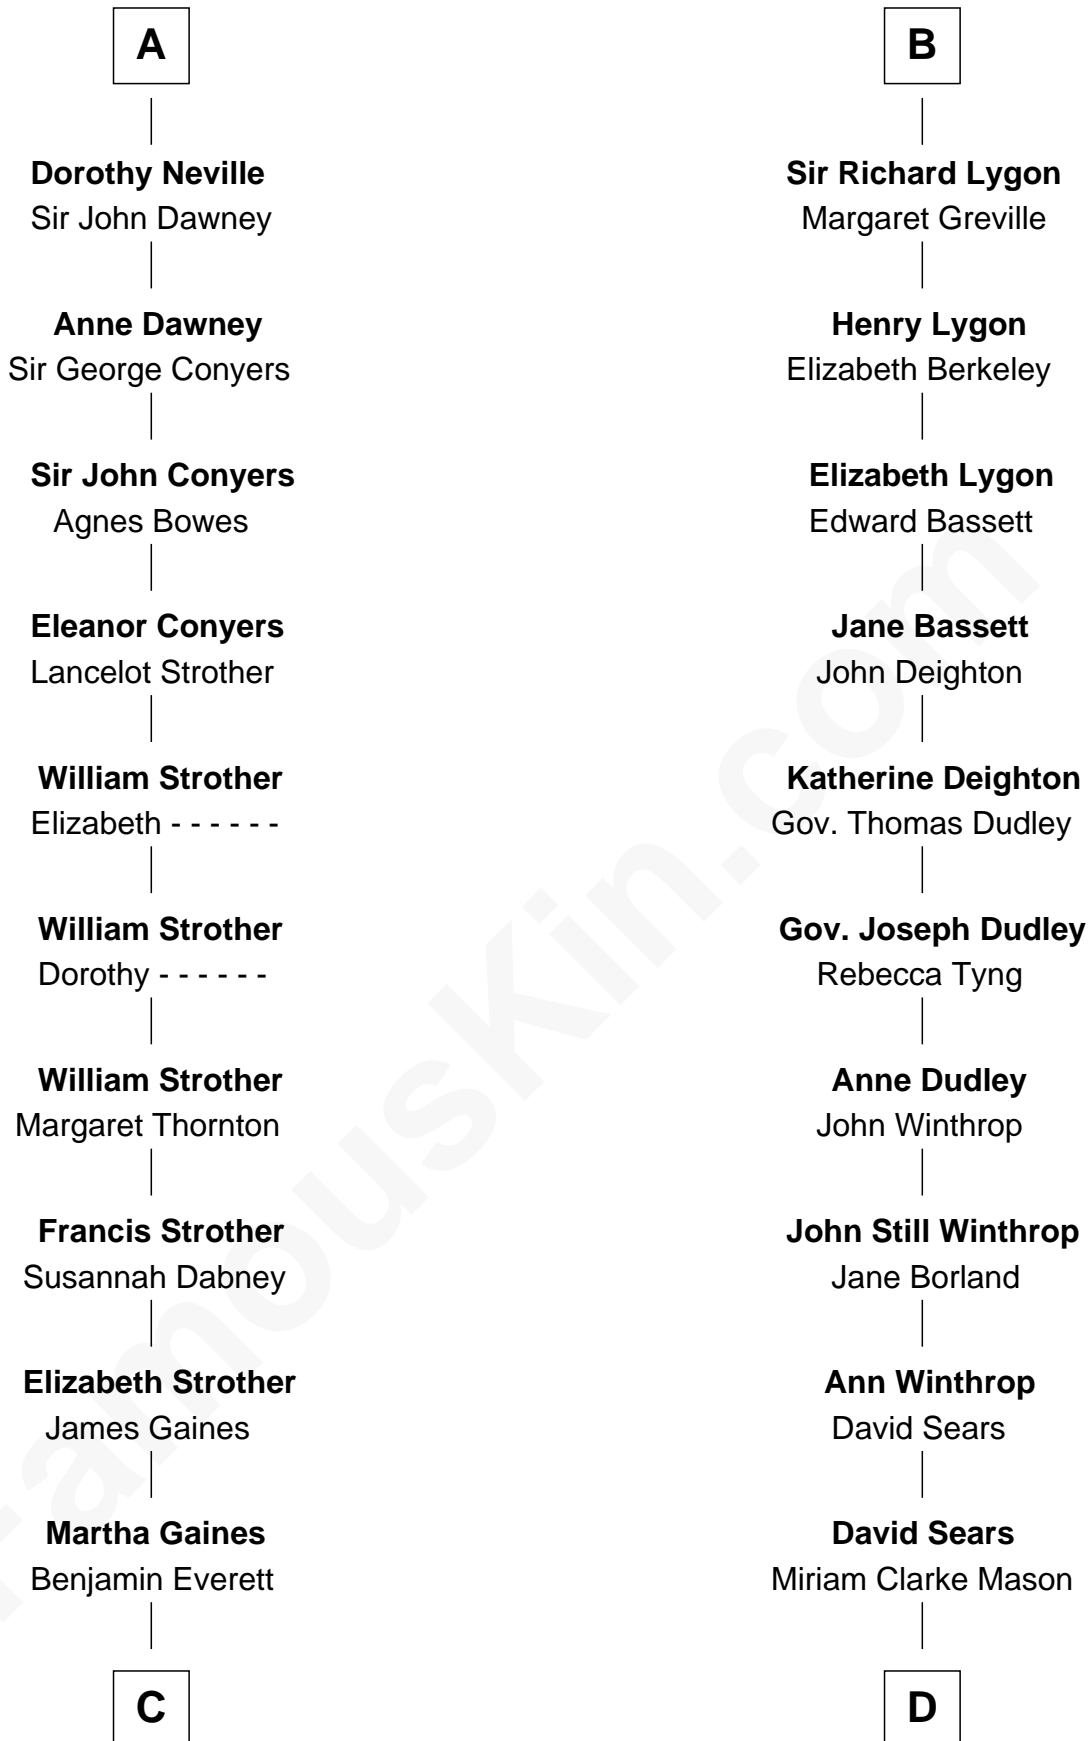 A
Dorothy Neville
Sir John Dawney
Anne Dawney
Sir George Conyers
Sir John Conyers
Agnes Bowes
Eleanor Conyers
Lancelot Strother
William Strother
Elizabeth - - - - - -
William Strother
Dorothy - - - - - -
William Strother
Margaret Thornton
Francis Strother
Susannah Dabney
Elizabeth Strother
James Gaines
Martha Gaines
Benjamin Everett
C
B
Sir Richard Lygon
Margaret Greville
Henry Lygon
Elizabeth Berkeley
Elizabeth Lygon
Edward Bassett
Jane Bassett
John Deighton
Katherine Deighton
Gov. Thomas Dudley
Gov. Joseph Dudley
Rebecca Tyng
Anne Dudley
John Winthrop
John Still Winthrop
Jane Borland
Ann Winthrop
David Sears
David Sears
Miriam Clarke Mason
D
FamousKin.com